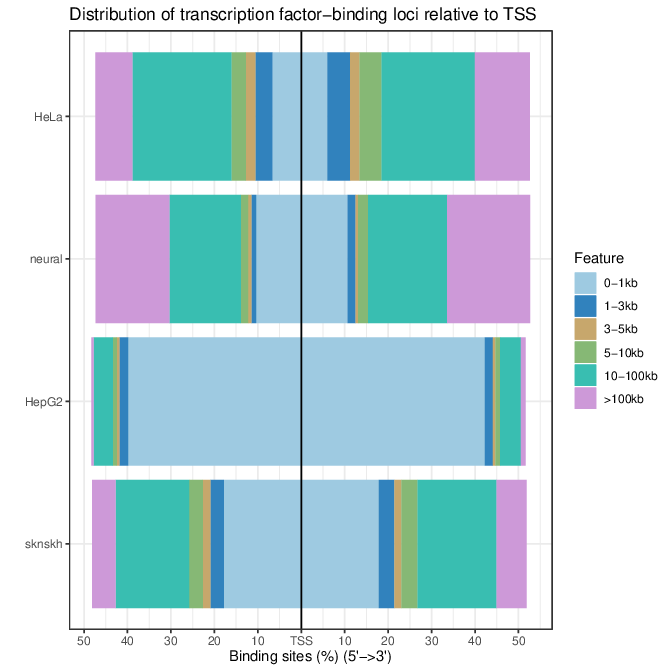 Distribution of transcription factor−binding loci relative to TSS
HeLa
neural
HepG2
sknskh
50 40 30 20 10 TSS 10 20 30 40 50
Binding sites (%) (5'−>3')
Feature
0−1kb
1−3kb
3−5kb
5−10kb
10−100kb
>100kb